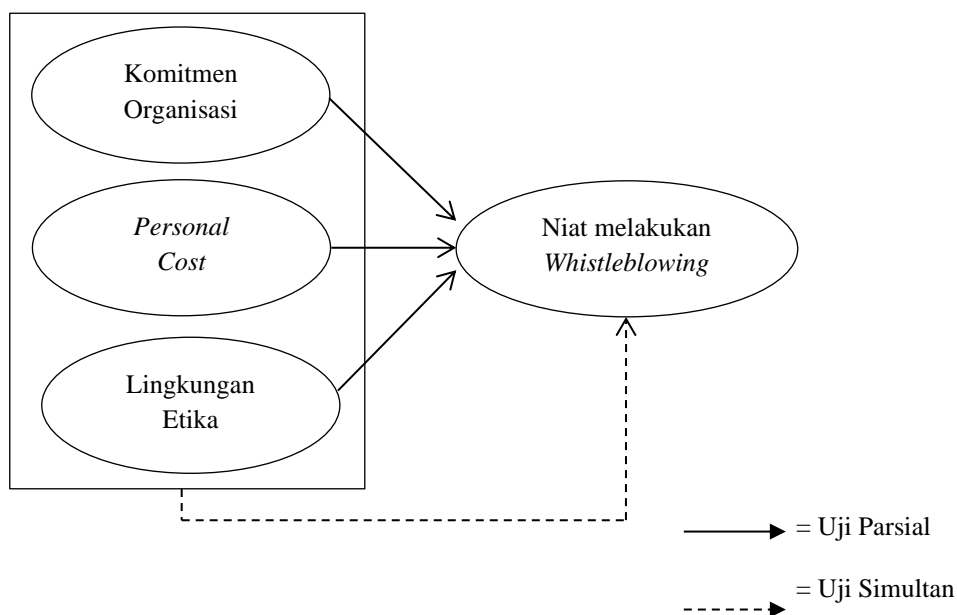 Komitmen
Organisasi
Personal
Cost
Lingkungan
Etika
Niat melakukan
Whistleblowing
= Uji Parsial
= Uji Simultan